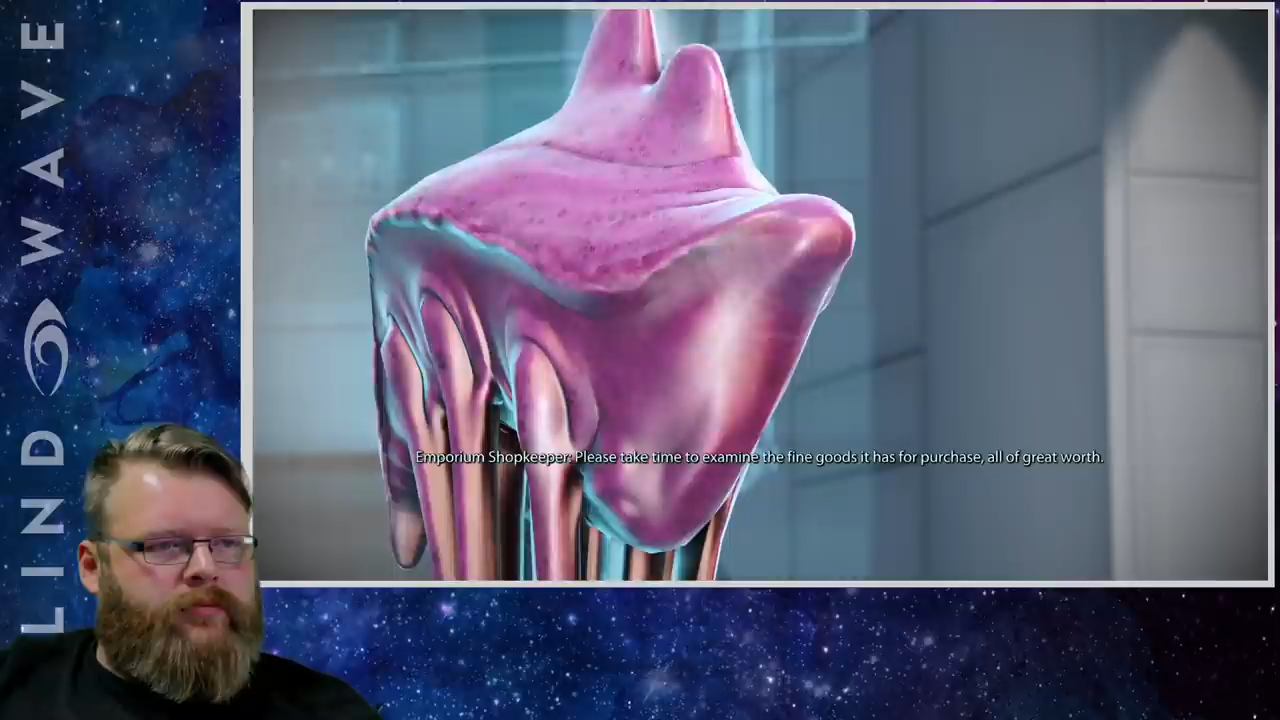 LIND WAVE
Emporium Shopkeeper: Please take time to examine the fine goods it has for purchase, all of great worth.